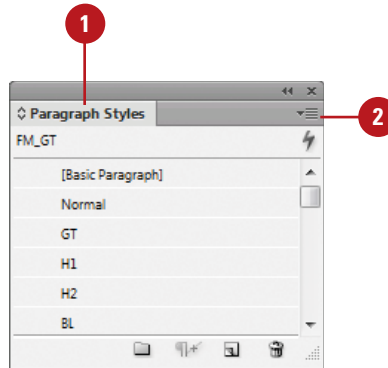 1
Paragraph Styles
2
FM_GT
[Basic Paragraph]
Normal
GT
H1
H2
BL